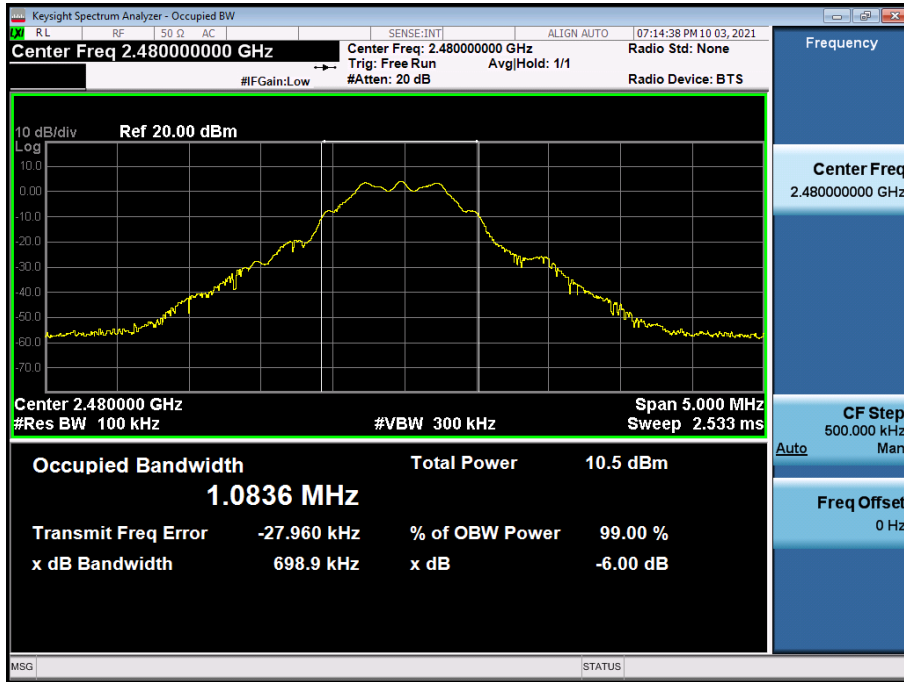 Keysight Spectrum Analyzer - Occupied BW
LXI RL RF 50 Ω AC SENSE:INT ALIGN AUTO 07:14:38 PM 10 03, 2021
Center Freq 2.480000000 GHz
Center Freq: 2.480000000 GHz
Radio Std: None
Trig: Free Run Avg|Hold: 1/1
#IFGain:Low #Atten: 20 dB
Radio Device: BTS
10 dB/div Ref 20.00 dBm
Log
10.0
0.00
-10.0
-20.0
-30.0
-40.0
-50.0
-60.0
-70.0
Center 2.480000 GHz Span 5.000 MHz
#Res BW 100 kHz #VBW 300 kHz Sweep 2.533 ms
Occupied Bandwidth Total Power 10.5 dBm
1.0836 MHz
Transmit Freq Error -27.960 kHz % of OBW Power 99.00 %
x dB Bandwidth 698.9 kHz x dB -6.00 dB
MSG STATUS
Frequency
Center Freq
2.480000000 GHz
CF Step
500.000 kHz
Auto Man
Freq Offset
0 Hz